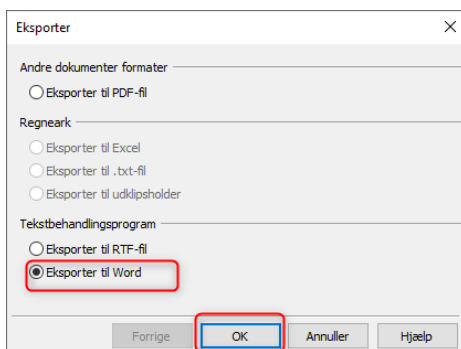 Eksporter
Andre dokumenter formater
Eksporter til PDF-fil
Regneark
Eksporter til Excel
Eksporter til .txt-fil
Eksporter til udklipsholder
Tekstbehandlingsprogram
Eksporter til RTF-fil
Eksporter til Word
Forrige OK Annuller Hjælp